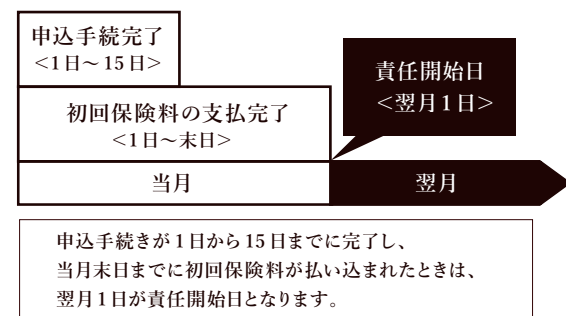 申込手続完了
<1日～15日>
初回保険料の支払完了
<1日～末日>
責任開始日
<翌月1日>
当月
翌月
申込手続きが1日から15日までに完了し、
当月末日までに初回保険料が払い込まれたときは、
翌月1日が責任開始日となります。